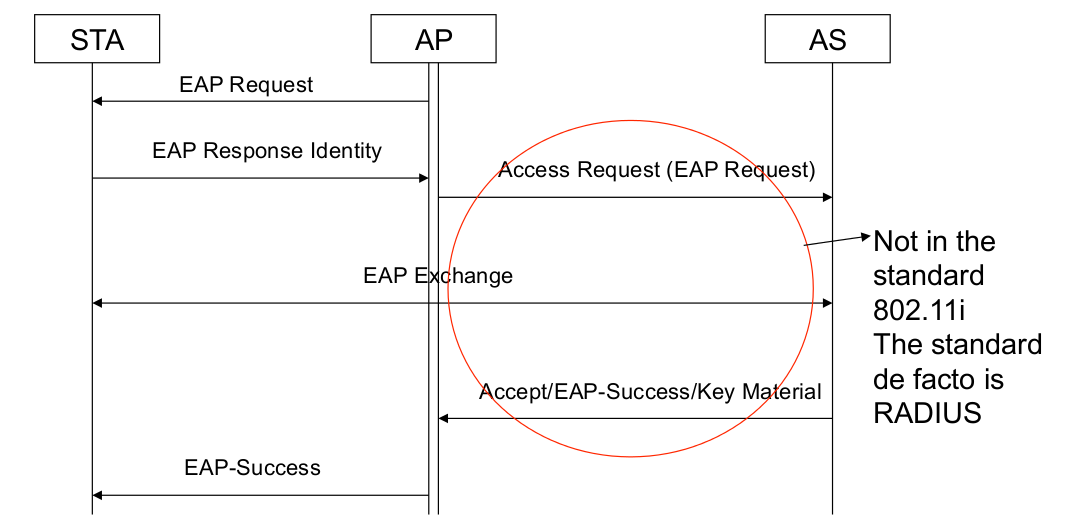 STA
AP
AS
EAP Request
EAP Response Identity
Access Request (EAP Request)
EAP Exchange
Accept/EAP-Success/Key Material
EAP-Success
Not in the
standard
802.11i
The standard
de facto is
RADIUS